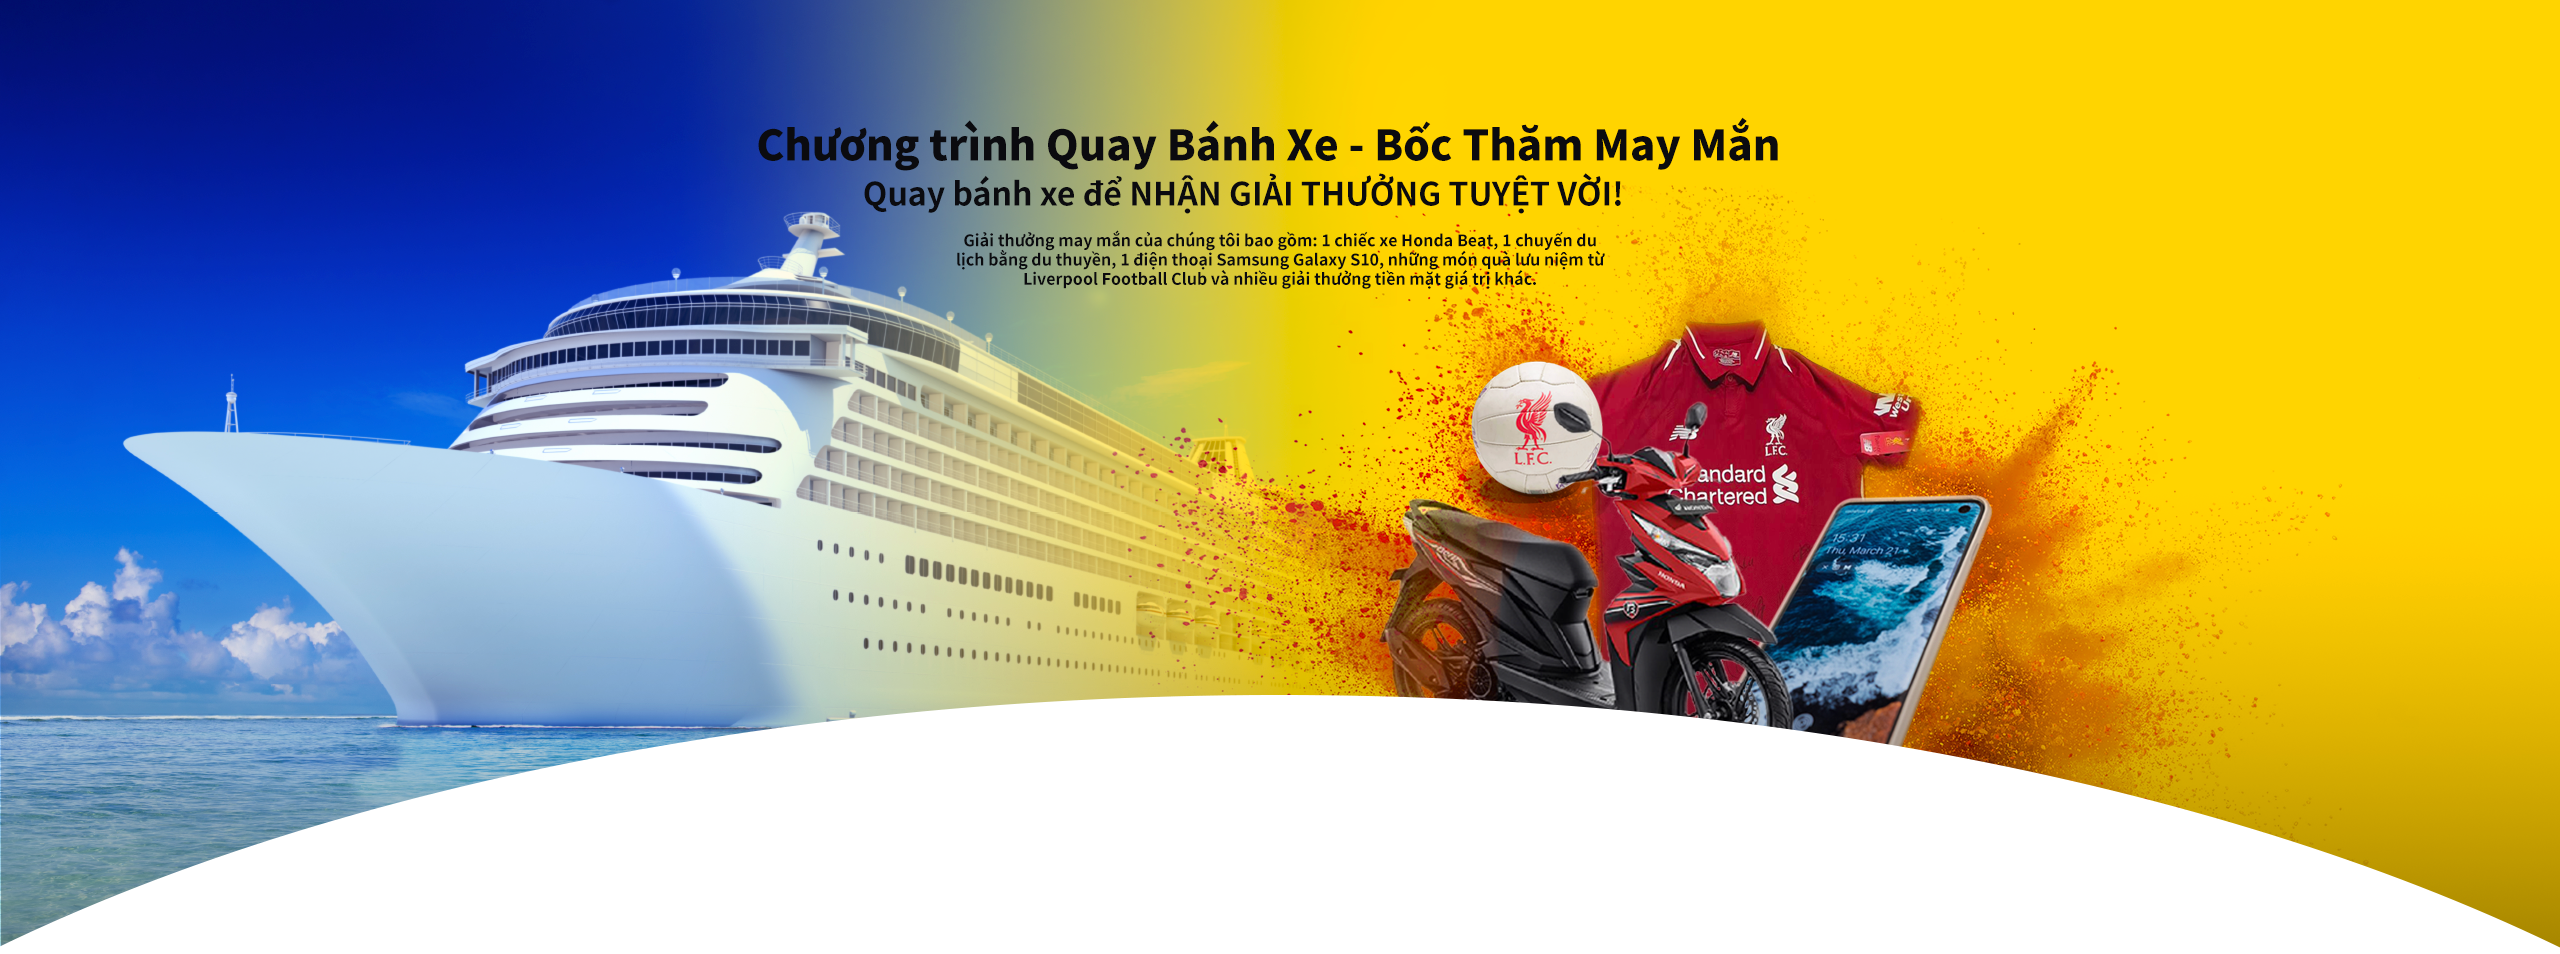 Chương trình Quay Bánh Xe - Bốc Thăm May Mắn
Quay bánh xe để NHẬN GIẢI THƯỞNG TUYỆT VỜI!
Giải thưởng may mắn của chúng tôi bao gồm: 1 chiếc xe Honda Beat, 1 chuyến du
lịch bằng du thuyền, 1 điện thoại Samsung Galaxy S10, những món quà lưu niệm từ
Liverpool Football Club và nhiều giải thưởng tiền mặt giá trị khác.
L.F.C.
L.F.C.
andard
Chartered
HONDA
15:31
Thu, March 21